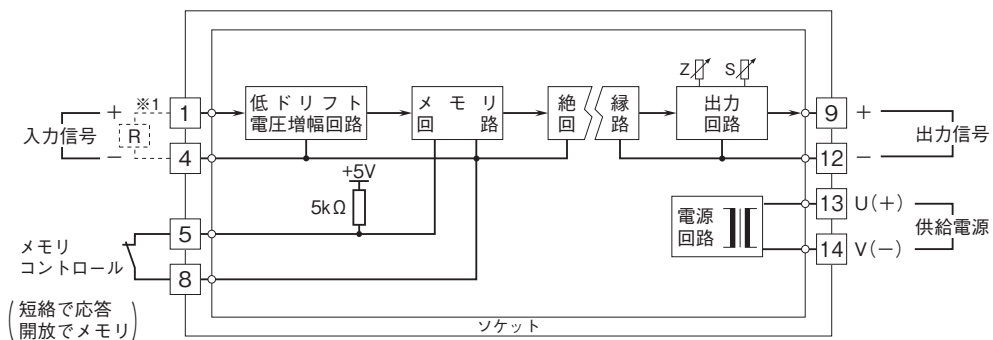 入力信号
+
−
※1
R
1
4
低ドリフト
電圧増幅回路
メモリ
回路
絶縁
回路
Z
S
出力
回路
9
+
12
−
出力信号
+5V
5kΩ
電源
回路
13
U(+)
14
V(−)
供給電源
メモリ
コントロール
5
8
(短絡で応答
開放でメモリ)
ソケット